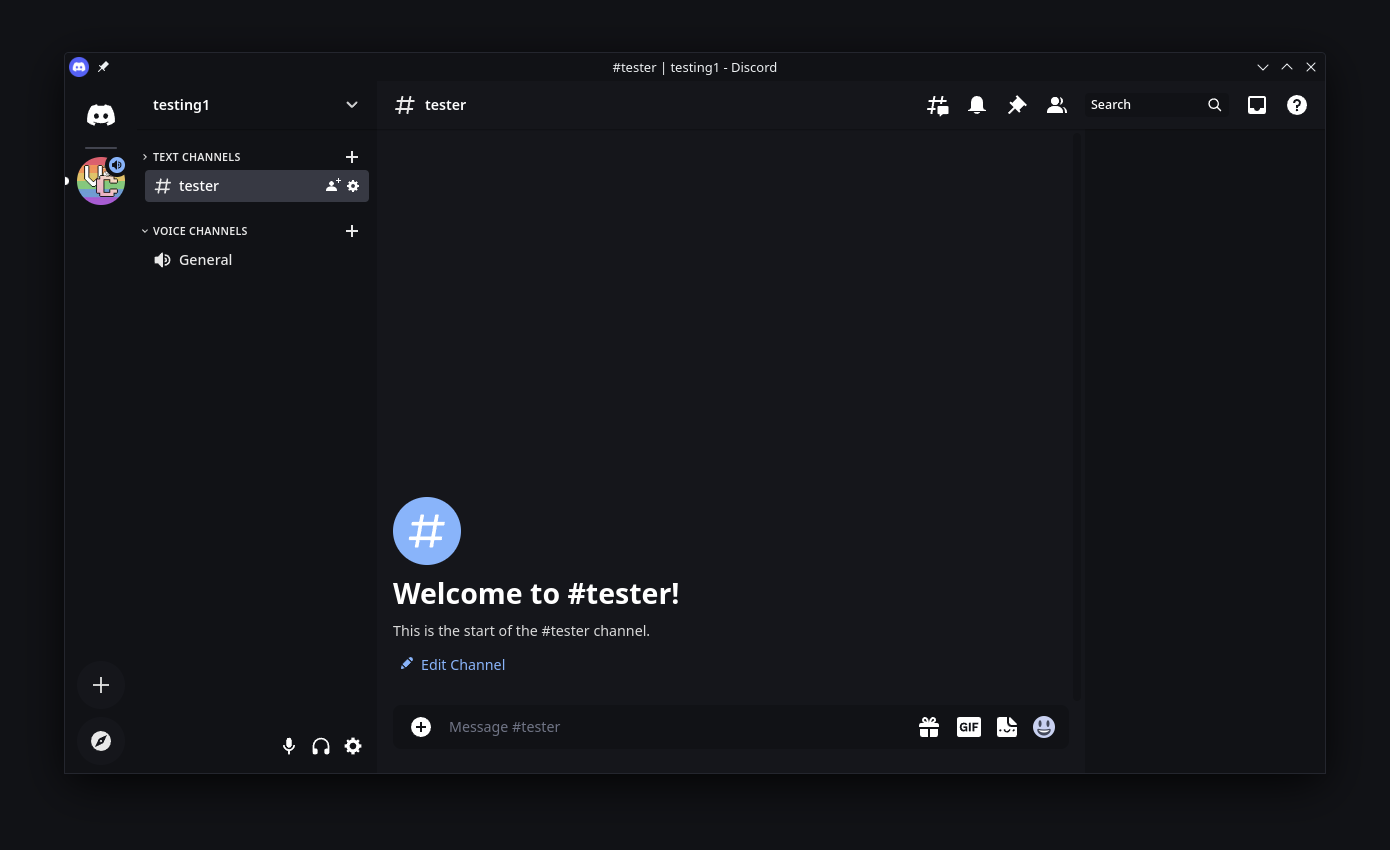 #tester | testing1 - Discord
testing1
tester
Search
TEXT CHANNELS
tester
VOICE CHANNELS
General
Welcome to #tester!
This is the start of the #tester channel.
Edit Channel
Message #tester
GIF